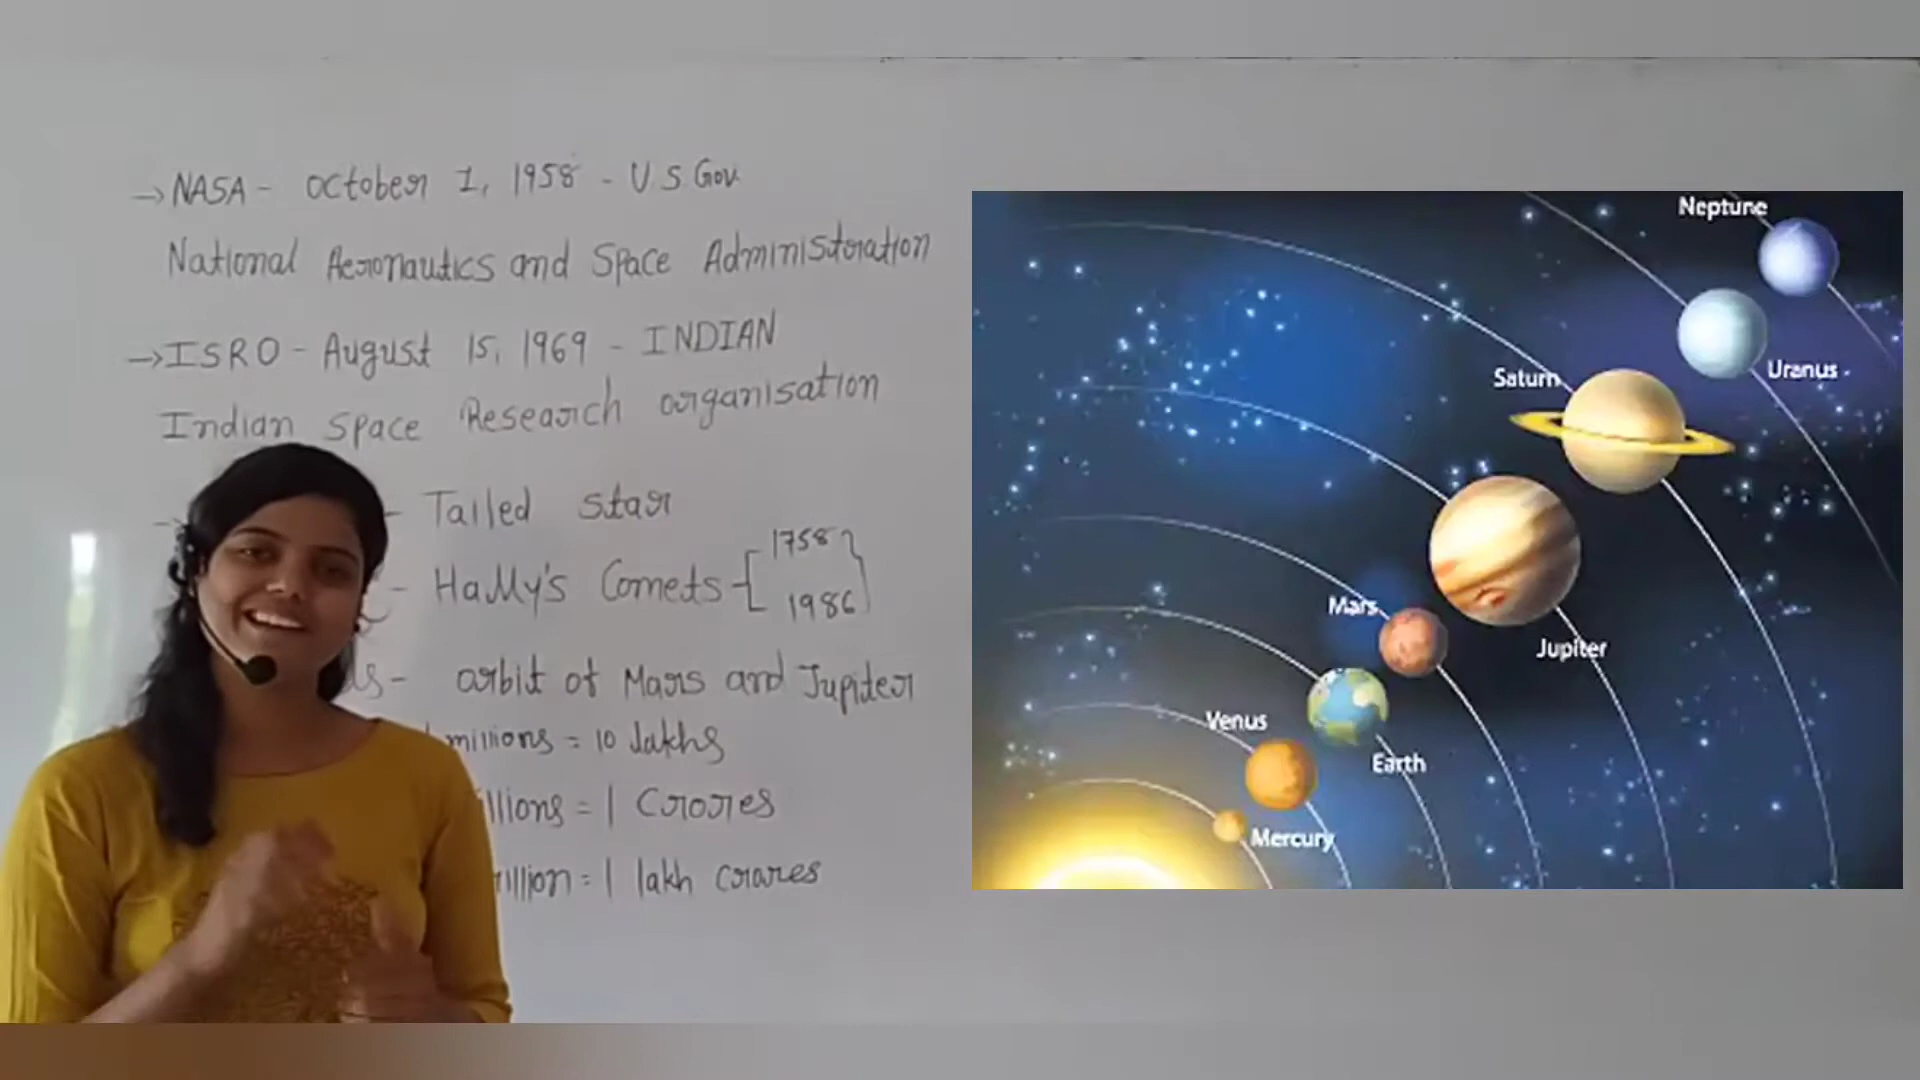 → NASA - October 1, 1958 - U S Gov.
National Aeronautics and Space Administration
→ ISRO - August 15, 1969 - INDIAN
Indian Space Research organisation
- Tailed star
- Hally's Comets - [1758
1986]
- orbit of Mars and Jupiter
millions = 10 lakhs
= 1 Crores
= 1 lakh crores
Neptune
Uranus
Saturn
Jupiter
Mars
Earth
Venus
Mercury